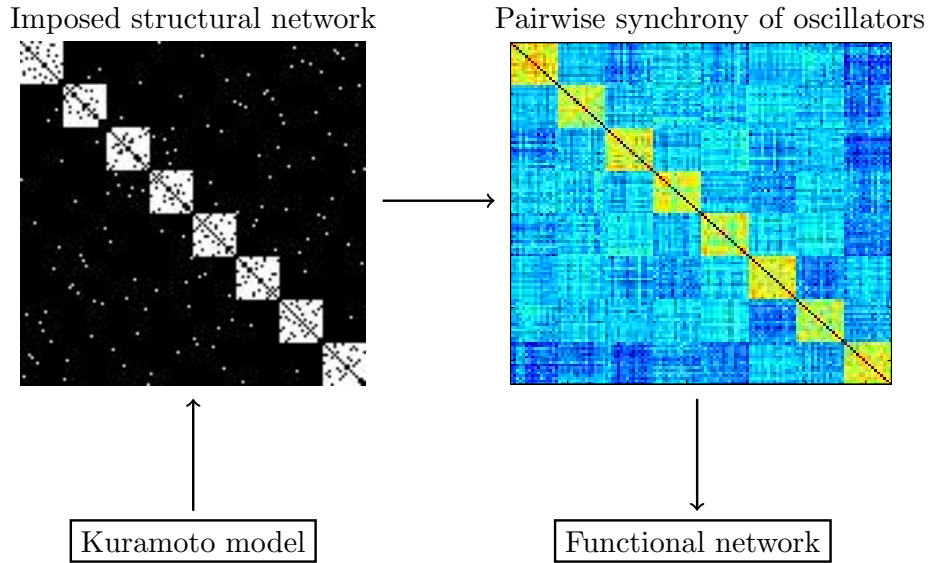 Imposed structural network
Pairwise synchrony of oscillators
Kuramoto model
Functional network